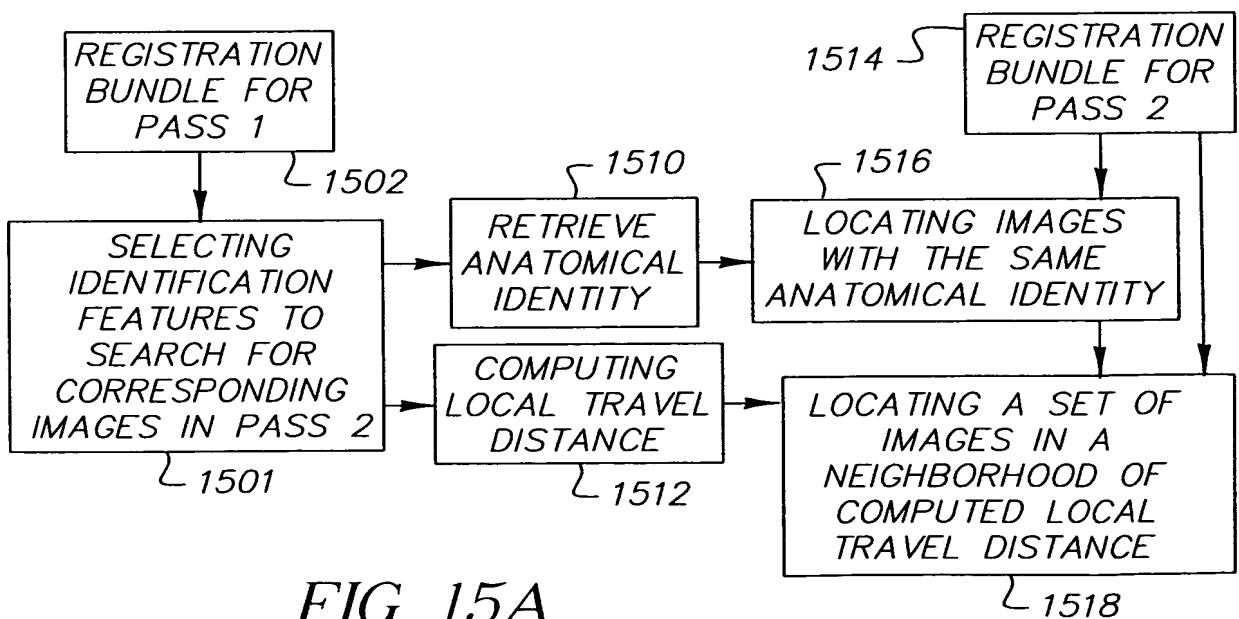 REGISTRATION
BUNDLE FOR
PASS 1
1502
1514
REGISTRATION
BUNDLE FOR
PASS 2
SELECTING
IDENTIFICATION
FEATURES TO
SEARCH FOR
CORRESPONDING
IMAGES IN PASS 2
1501
1510
RETRIEVE
ANATOMICAL
IDENTITY
1516
LOCATING IMAGES
WITH THE SAME
ANATOMICAL IDENTITY
COMPUTING
LOCAL TRAVEL
DISTANCE
1512
LOCATING A SET OF
IMAGES IN A
NEIGHBORHOOD OF
COMPUTED LOCAL
TRAVEL DISTANCE
1518
FIG. 15A